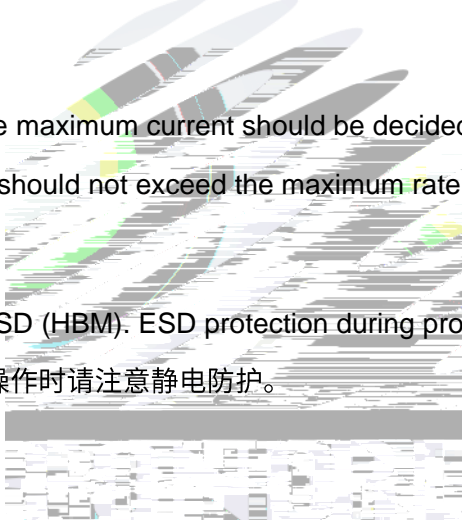 e maximum current should be decided
should not exceed the maximum rate
SD (HBM). ESD protection during pro
操作时请注意静电防护。